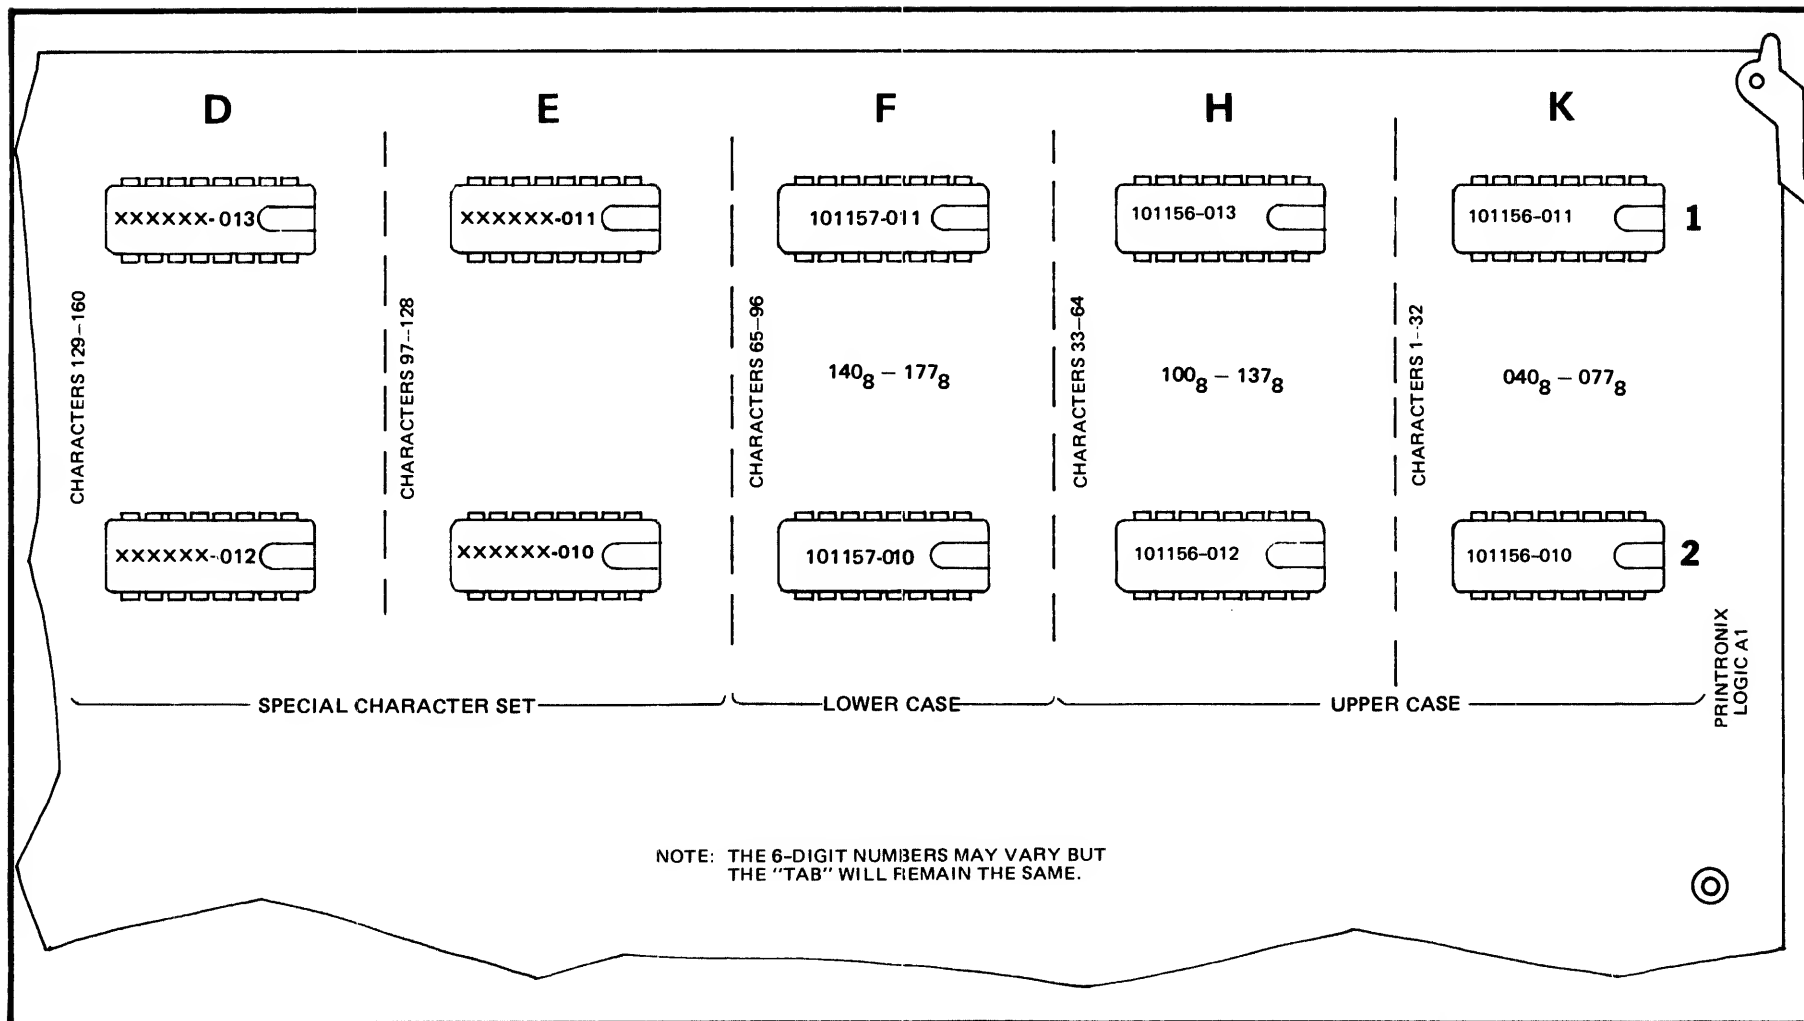 D E F H K
XXXXXX-013 XXXXXX-011 101157-011 101156-013 101156-011 1
CHARACTERS 129–160
CHARACTERS 97--128
CHARACTERS 65–96
140₈ – 177₈
CHARACTERS 33–64
100₈ – 137₈
CHARACTERS 1--32
040₈ – 077₈
XXXXXX-012 XXXXXX-010 101157-010 101156-012 101156-010 2
PRINTRONIX
LOGIC A1
SPECIAL CHARACTER SET LOWER CASE UPPER CASE
NOTE: THE 6-DIGIT NUMBERS MAY VARY BUT
THE "TAB" WILL REMAIN THE SAME.